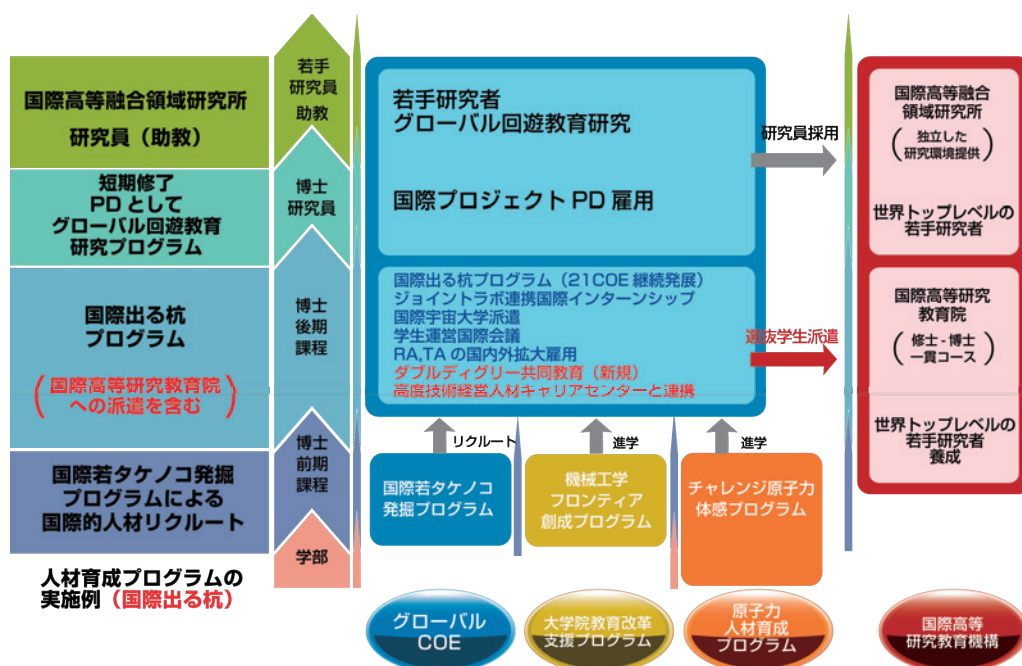 国際高等融合領域研究所
研究員（助教）
短期修了
PDとして
グローバル回遊教育
研究プログラム
国際出る杭
プログラム
（国際高等研究教育院
への派遣を含む）
国際若タケノコ発掘
プログラムによる
国際的人材リクルート
人材育成プログラムの
実施例（国際出る杭）
若手
研究員
助教
博士
研究員
博士
後期
課程
博士
前期
課程
学部
若手研究者
グローバル回遊教育研究
国際プロジェクトPD雇用
国際出る杭プログラム（21COE継続発展）
ジョイントラボ連携国際インターンシップ
国際宇宙大学派遣
学生運営国際会議
RA,TAの国内外拡大雇用
ダブルディグリー共同教育（新規）
高度技術経営人材キャリアセンターと連携
リクルート
進学
進学
国際若タケノコ
発掘プログラム
機械工学
フロンティア
創成プログラム
チャレンジ原子力
体感プログラム
グローバル
COE
大学院教育改革
支援プログラム
原子力
人材育成
プログラム
研究員採用
選抜学生派遣
国際高等融合
領域研究所
（独立した
研究環境提供）
世界トップレベルの
若手研究者
国際高等研究
教育院
（修士-博士
一貫コース）
世界トップレベルの
若手研究者
養成
国際高等
研究教育機構